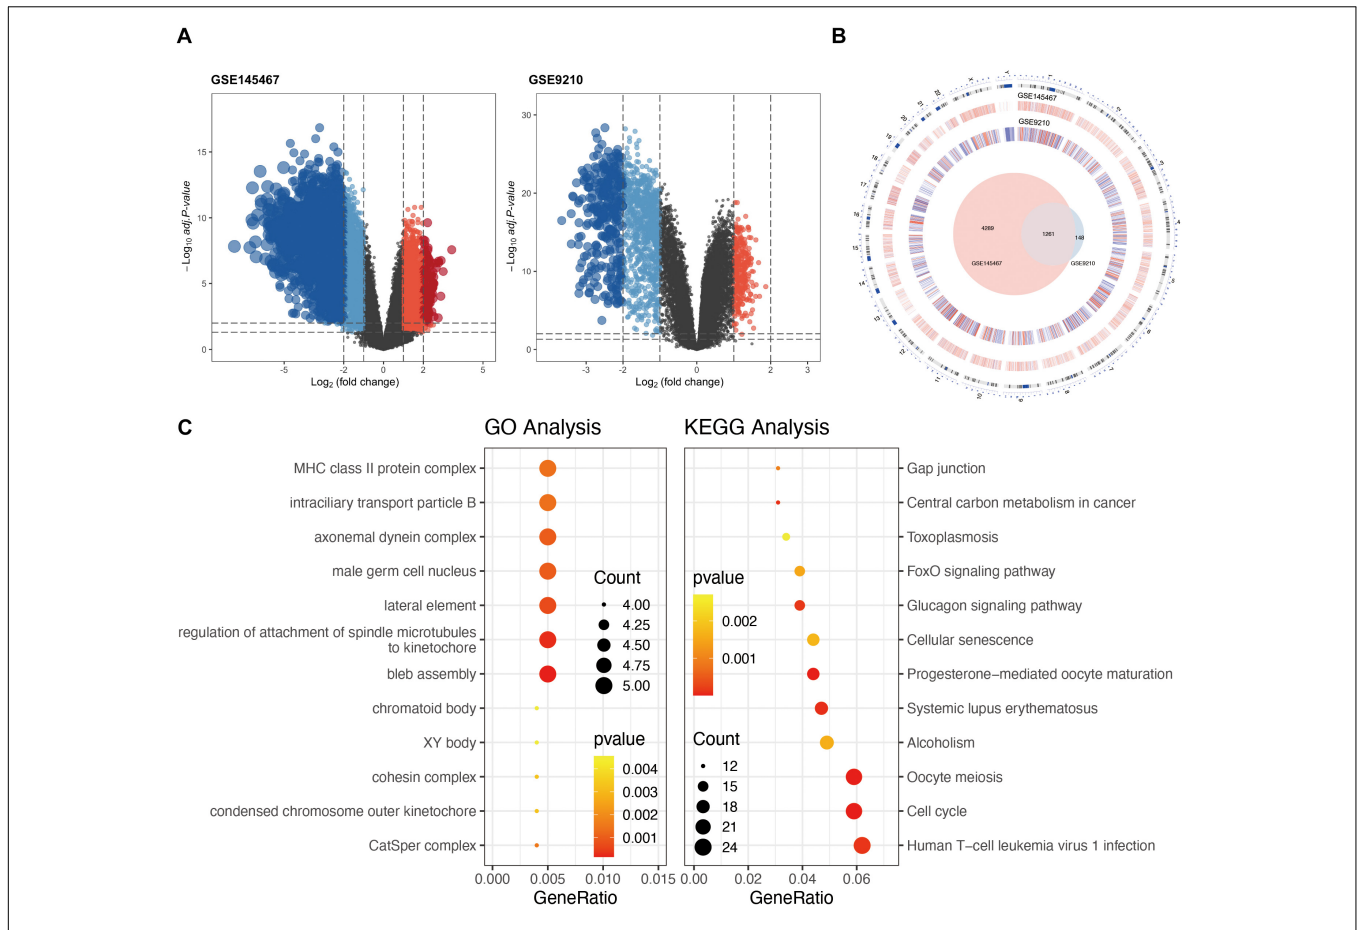 A
B
GSE145467
GSE9210
− Log10 adj.P-value
15
10
5
0
-5
-2
0
2
5
Log2 (fold change)
− Log10 adj.P-value
30
20
10
0
-3
-2
0
2
3
Log2 (fold change)
GSE145467
GSE9210
4289
1261
148
GSE145467
GSE9210
C
GO Analysis
KEGG Analysis
MHC class II protein complex
intraciliary transport particle B
axonemal dynein complex
male germ cell nucleus
lateral element
regulation of attachment of spindle microtubules
to kinetochore
bleb assembly
chromatoid body
XY body
cohesin complex
condensed chromosome outer kinetochore
CatSper complex
Count
4.00
4.25
4.50
4.75
5.00
pvalue
0.004
0.003
0.002
0.001
0.000
0.005
0.010
0.015
GeneRatio
pvalue
0.002
0.001
Count
12
15
18
21
24
Gap junction
Central carbon metabolism in cancer
Toxoplasmosis
FoxO signaling pathway
Glucagon signaling pathway
Cellular senescence
Progesterone−mediated oocyte maturation
Systemic lupus erythematosus
Alcoholism
Oocyte meiosis
Cell cycle
Human T−cell leukemia virus 1 infection
0.00
0.02
0.04
0.06
GeneRatio